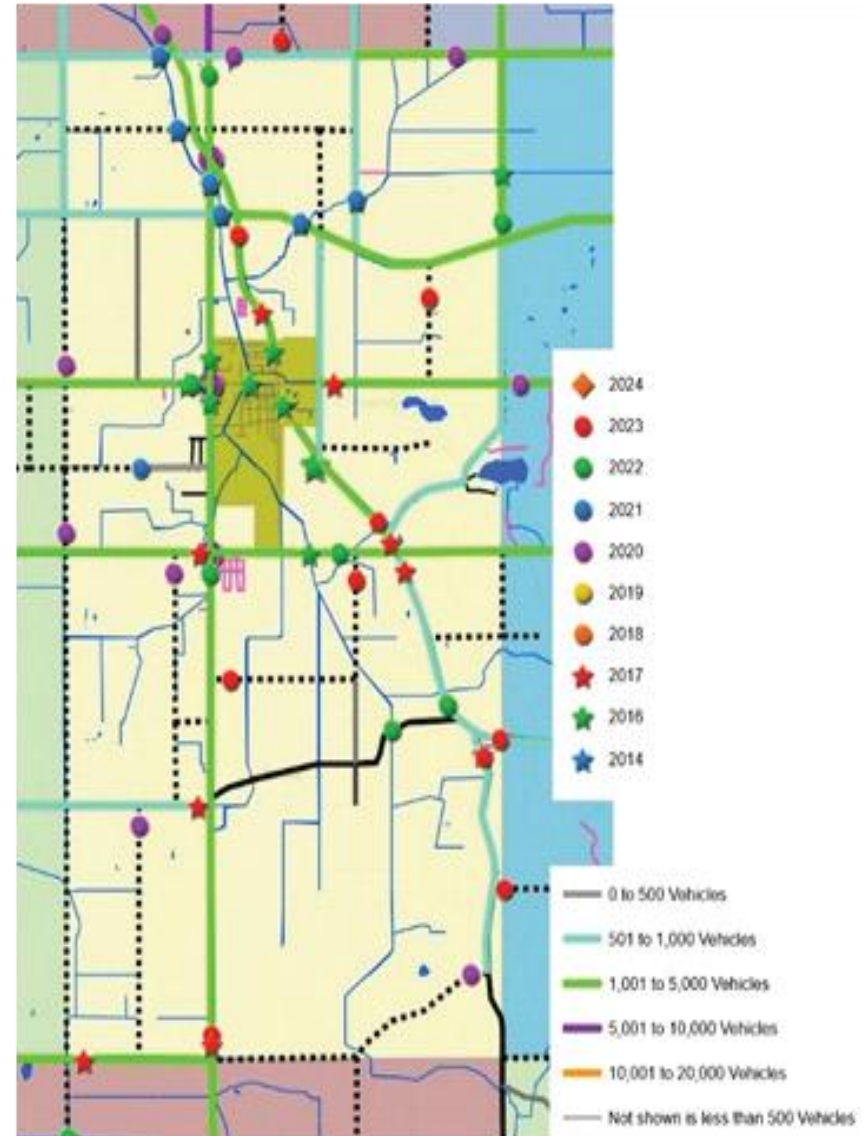 2024
2023
2022
2021
2020
2019
2018
2017
2016
2014
0 to 500 Vehicles
501 to 1,000 Vehicles
1,001 to 5,000 Vehicles
5,001 to 10,000 Vehicles
10,001 to 20,000 Vehicles
Not shown is less than 500 Vehicles